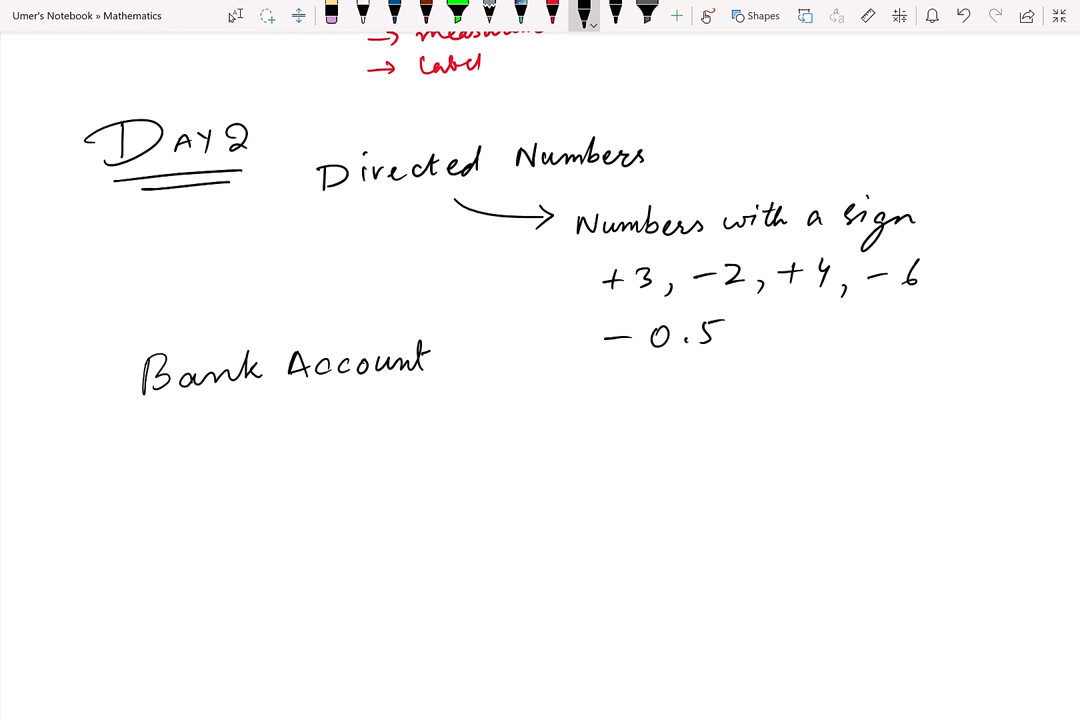 Umer's Notebook » Mathematics
Shapes
→ label
DAY 2
Directed Numbers
Numbers with a sign
+3, -2, +4, -6
- 0.5
Bank Account